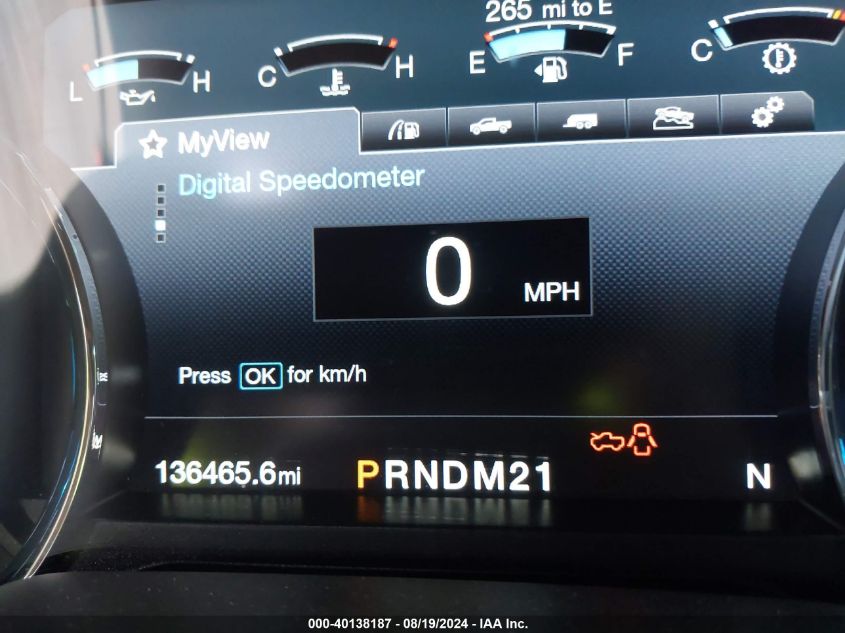 265 mi to E
L H C H E F C
MyView
Digital Speedometer
0 MPH
Press OK for km/h
136465.6mi PRNDM21 N
000-40138187 - 08/19/2024 - IAA Inc.